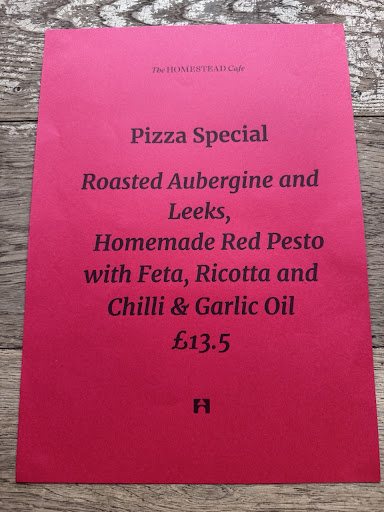 The HOMESTEAD Cafe
Pizza Special
Roasted Aubergine and
Leeks,
Homemade Red Pesto
with Feta, Ricotta and
Chilli & Garlic Oil
£13.5